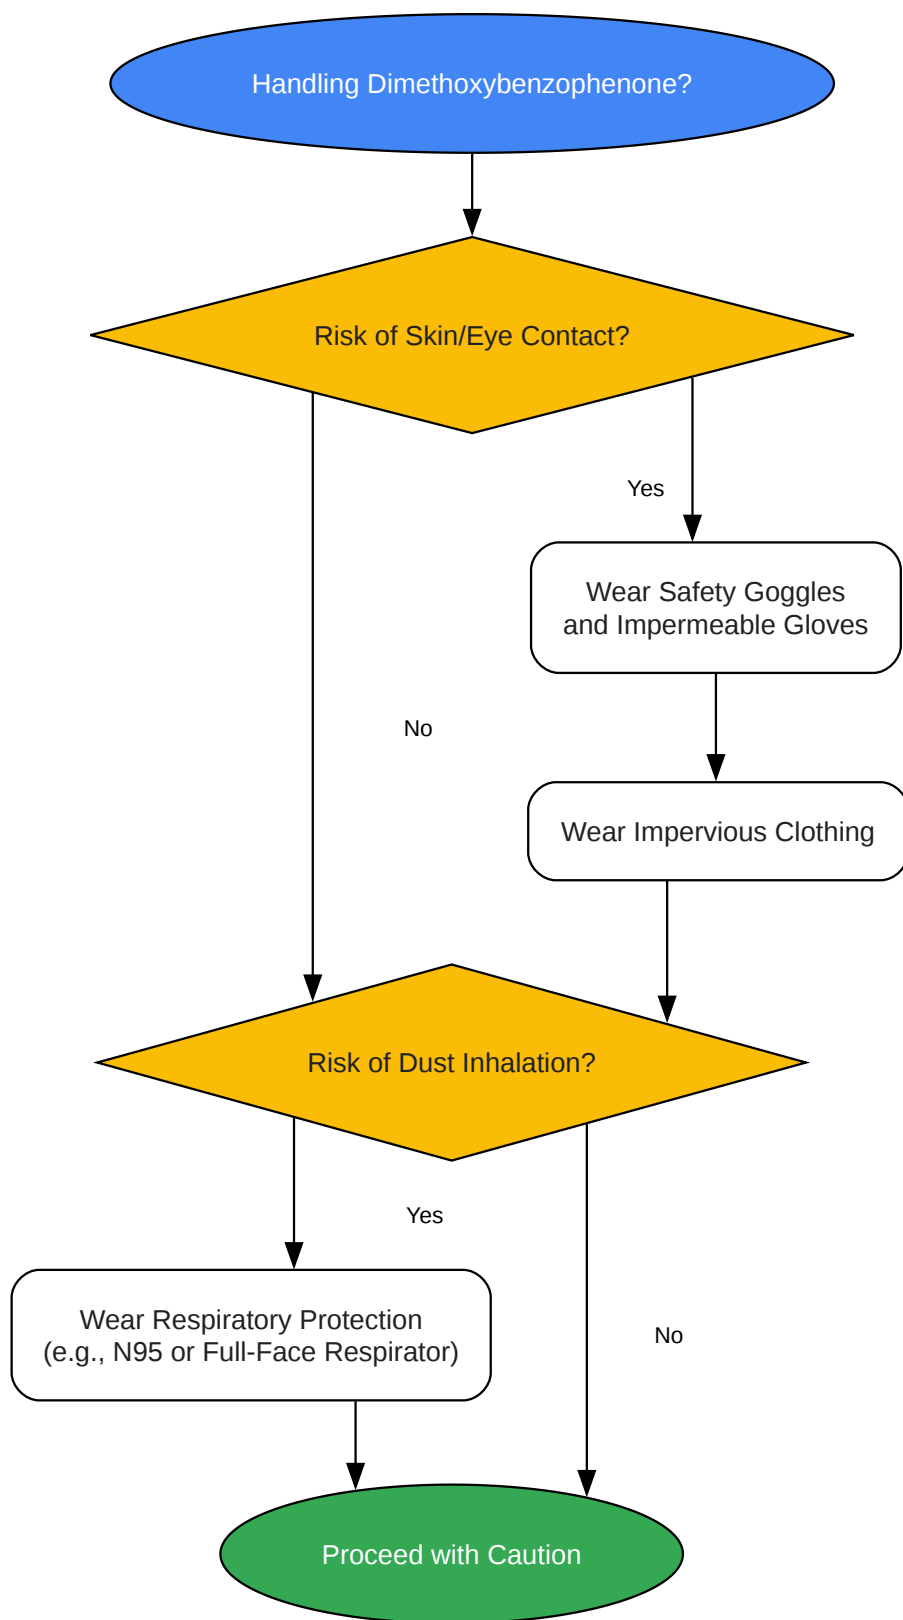 Handling Dimethoxybenzophenone?
Risk of Skin/Eye Contact?
Yes
Wear Safety Goggles
and Impermeable Gloves
No
Wear Impervious Clothing
Risk of Dust Inhalation?
Yes
Wear Respiratory Protection
(e.g., N95 or Full-Face Respirator)
No
Proceed with Caution